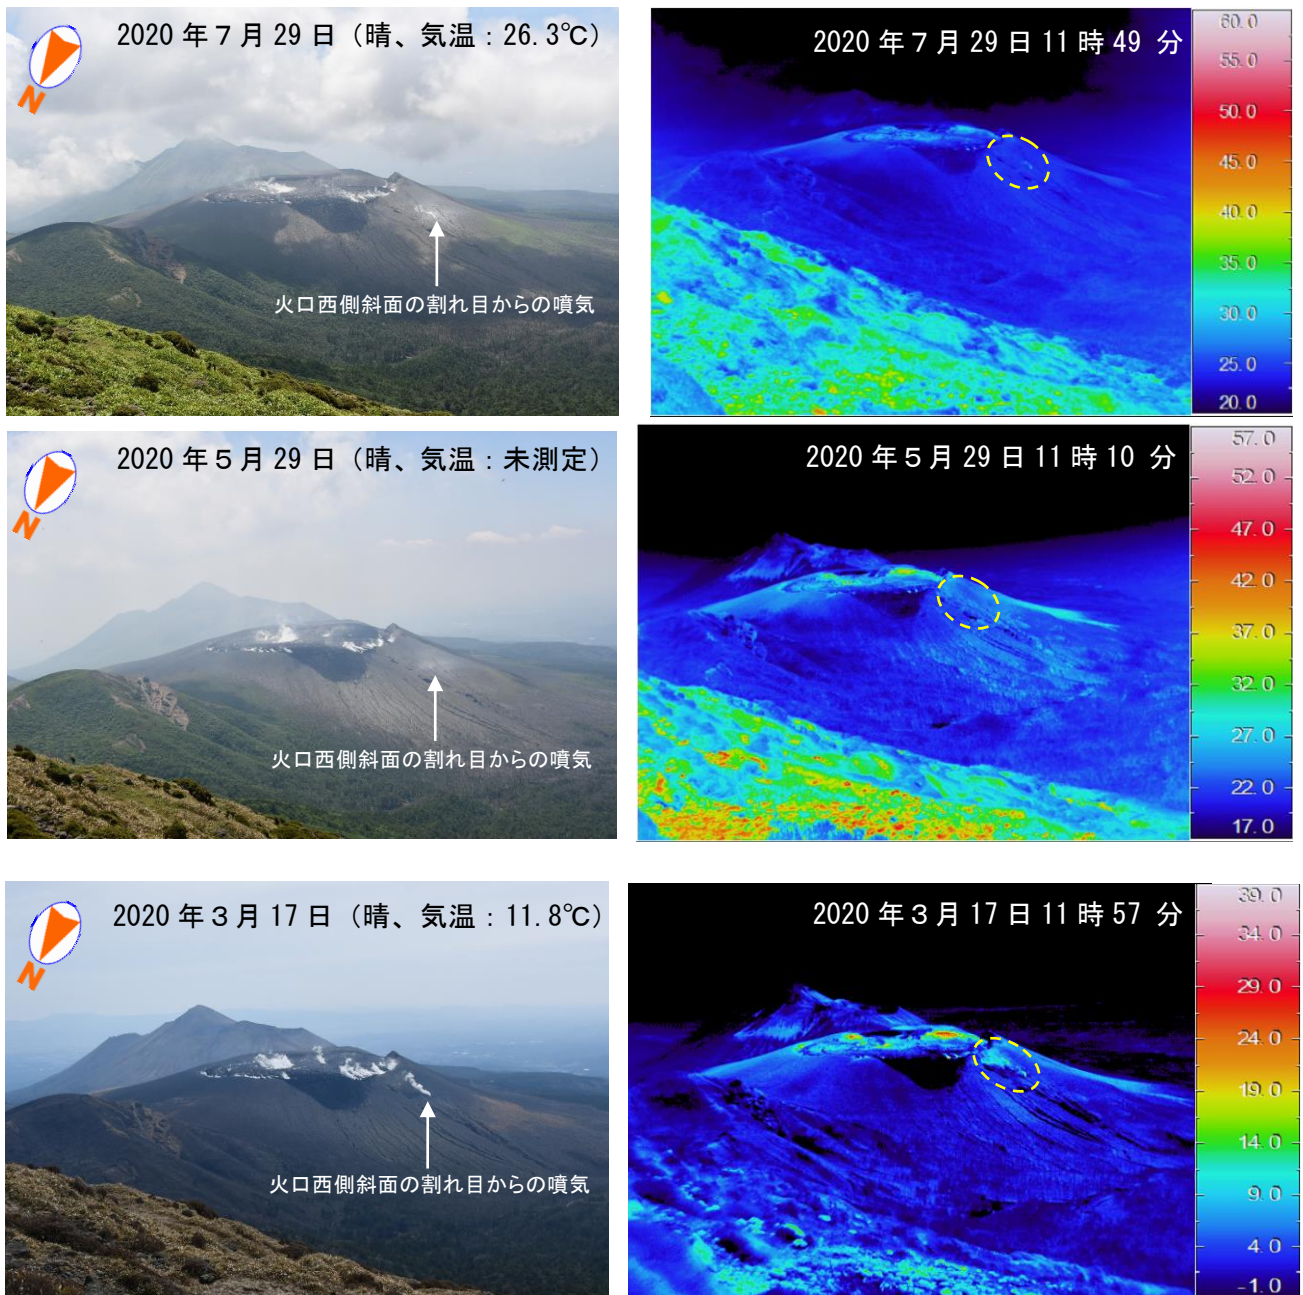 2020年7月29日（晴、気温：26.3℃）
N
火口西側斜面の割れ目からの噴気
2020年7月29日11時49分
60.0
55.0
50.0
45.0
40.0
35.0
30.0
25.0
20.0
2020年5月29日（晴、気温：未測定）
N
火口西側斜面の割れ目からの噴気
2020年5月29日11時10分
57.0
52.0
47.0
42.0
37.0
32.0
27.0
22.0
17.0
2020年3月17日（晴、気温：11.8℃）
N
火口西側斜面の割れ目からの噴気
2020年3月17日11時57分
39.0
34.0
29.0
24.0
19.0
14.0
9.0
4.0
-1.0